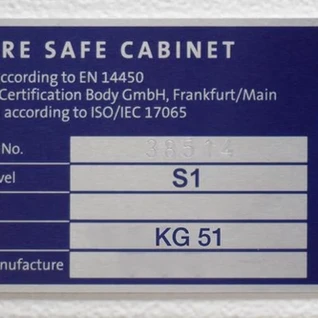 RE SAFE CABINET
according to EN 14450
Certification Body GmbH, Frankfurt/Main
according to ISO/IEC 17065
No. 38514
vel S1
KG 51
nufacture